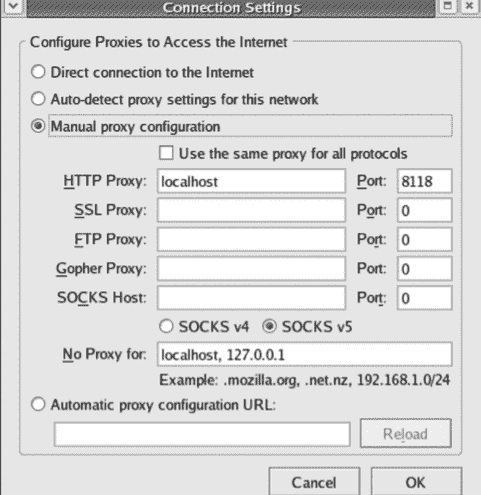 Connection Settings
Configure Proxies to Access the Internet
Direct connection to the Internet
Auto-detect proxy settings for this network
Manual proxy configuration
Use the same proxy for all protocols
HTTP Proxy: localhost Port: 8118
SSL Proxy: Port: 0
FTP Proxy: Port: 0
Gopher Proxy: Port: 0
SOCKS Host: Port: 0
SOCKS v4 SOCKS v5
No Proxy for: localhost, 127.0.0.1
Example: .mozilla.org, .net.nz, 192.168.1.0/24
Automatic proxy configuration URL:
Reload
Cancel OK